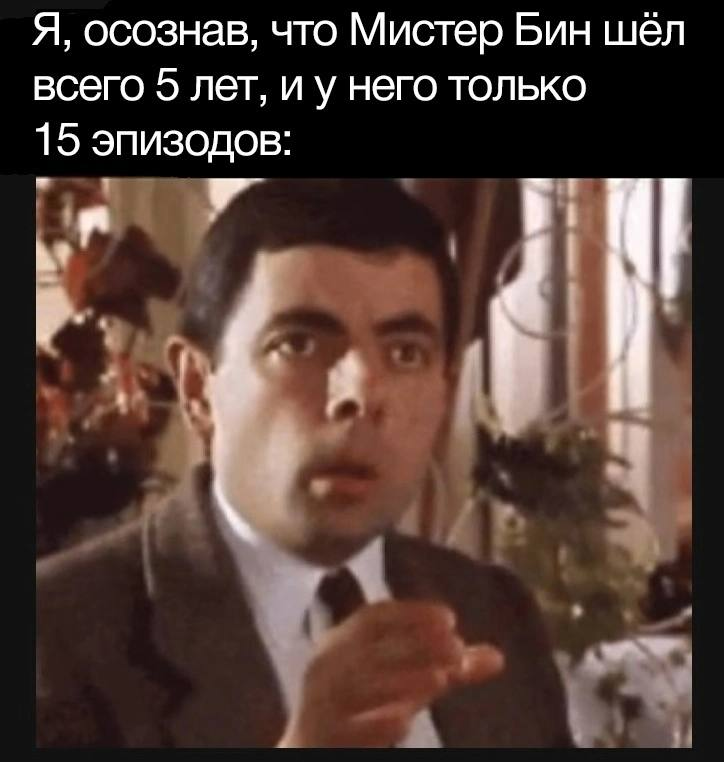 Я, осознав, что Мистер Бин шёл
всего 5 лет, и у него только
15 эпизодов: